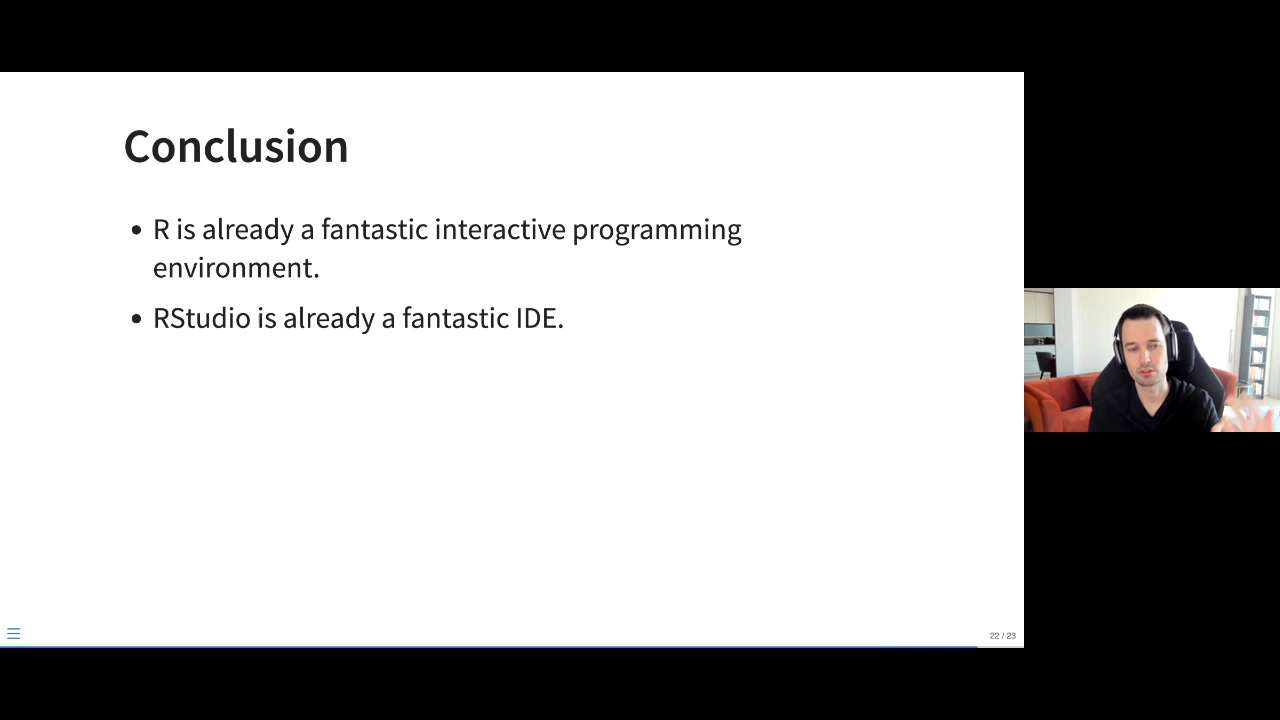 Conclusion
• R is already a fantastic interactive programming
environment.
• RStudio is already a fantastic IDE.
22 / 23